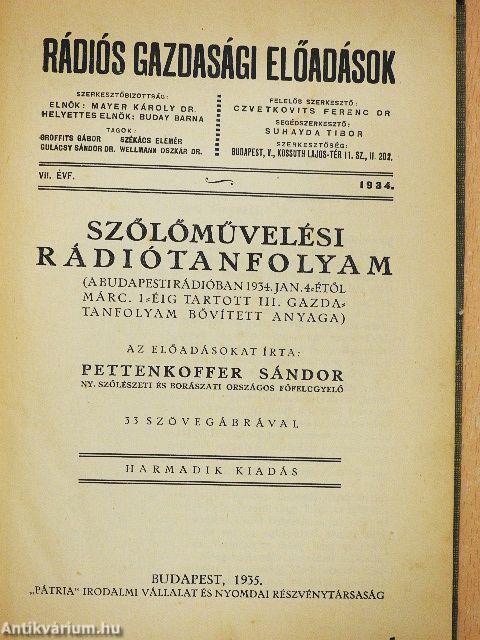 RÁDIÓS GAZDASÁGI ELŐADÁSOK
SZERKESZTŐBIZOTTSÁG:
ELNÖK: MAYER KÁROLY DR.
HELYETTES ELNÖK: BUDAY BARNA
TAGOK:
GROFFITS GÁBOR SZÉKÁCS ELEMÉR
GULÁCSY SÁNDOR DR. WELLMANN OSZKÁR DR.
FELELŐS SZERKESZTŐ:
CZVETKOVITS FERENC DR
SEGÉDSZERKESZTŐ:
SUHAYDA TIBOR
SZERKESZTŐSÉG:
BUDAPEST, V., KOSSUTH LAJOS-TÉR 11. SZ., II. 202.
VII. ÉVF.
1934.
SZŐLŐMŰVELÉSI
RÁDIÓTANFOLYAM
(A BUDAPESTI RÁDIÓBAN 1934. JAN. 4-ÉTŐL
MÁRC. 1-ÉIG TARTOTT III. GAZDA-
TANFOLYAM BŐVÍTETT ANYAGA)
AZ ELŐADÁSOKAT ÍRTA:
PETTENKOFFER SÁNDOR
NY. SZŐLÉSZETI ÉS BORÁSZATI ORSZÁGOS FŐFELÜGYELŐ
33 SZÖVEGÁBRÁVAL
HARMADIK KIADÁS
BUDAPEST, 1935.
„PÁTRIA" IRODALMI VÁLLALAT ÉS NYOMDAI RÉSZVÉNYTÁRSASÁG
Antikvárium.hu